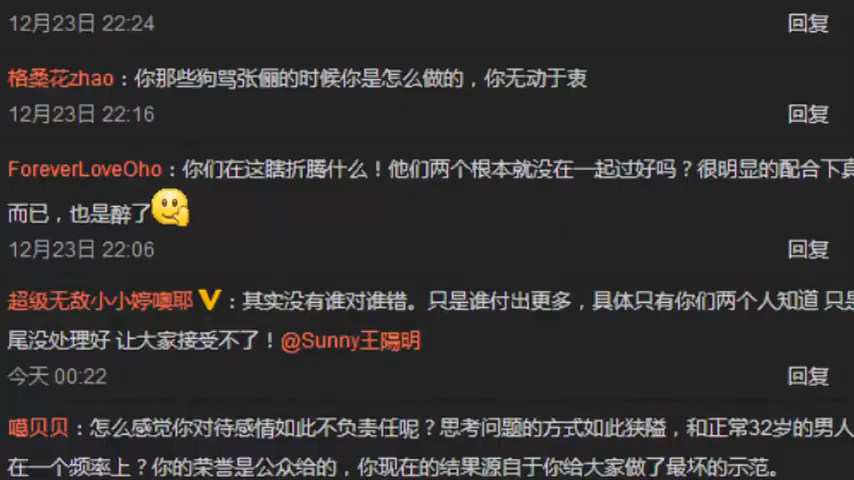 12月23日 22:24 回复
格桑花zhao：你那些狗骂张俪的时候你是怎么做的，你无动于衷
12月23日 22:16 回复
ForeverLoveOho：你们在这瞎折腾什么！他们两个根本就没在一起过好吗？很明显的配合下真
而已，也是醉了
12月23日 22:06 回复
超级无敌小小婷噢耶：其实没有谁对谁错。只是谁付出更多，具体只有你们两个人知道 只是
尾没处理好 让大家接受不了！@Sunny王陽明
今天 00:22 回复
噶贝贝：怎么感觉你对待感情如此不负责任呢？思考问题的方式如此狭隘，和正常32岁的男人
在一个频率上？你的荣誉是公众给的，你现在的结果源自于你给大家做了最坏的示范。